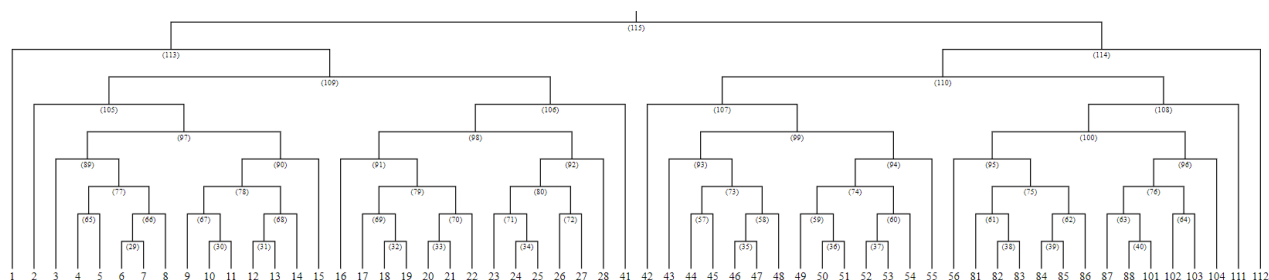 (115)
(113) (114)
(109) (110)
(105) (106) (107) (108)
(97) (98) (99) (100)
(89) (90) (91) (92) (93) (94) (95) (96)
(77) (78) (79) (80) (73) (74) (75) (76)
(65) (66) (67) (68) (69) (70) (71) (72) (57) (58) (59) (60) (61) (62) (63) (64)
(29) (30) (31) (32) (33) (34) (35) (36) (37) (38) (39) (40)
1 2 3 4 5 6 7 8 9 10 11 12 13 14 15 16 17 18 19 20 21 22 23 24 25 26 27 28 41 42 43 44 45 46 47 48 49 50 51 52 53 54 55 56 81 82 83 84 85 86 87 88 101 102 103 104 111 112